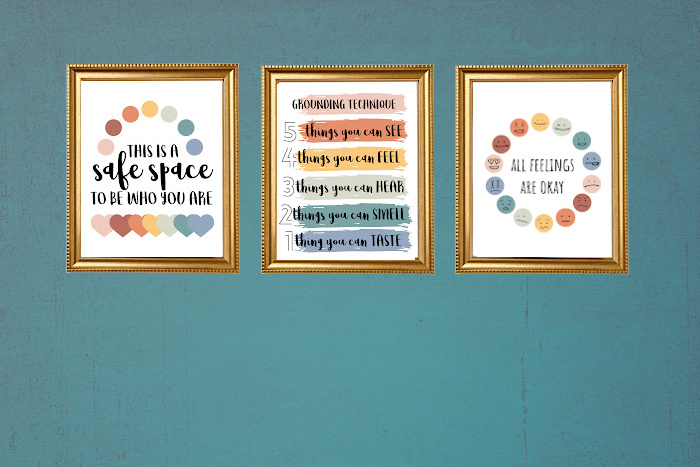 THIS IS A
safe space
TO BE WHO YOU ARE
GROUNDING TECHNIQUE
5 things you can SEE
4 things you can FEEL
3 things you can HEAR
2 things you can SMELL
1 thing you can TASTE
ALL FEELINGS
ARE OKAY